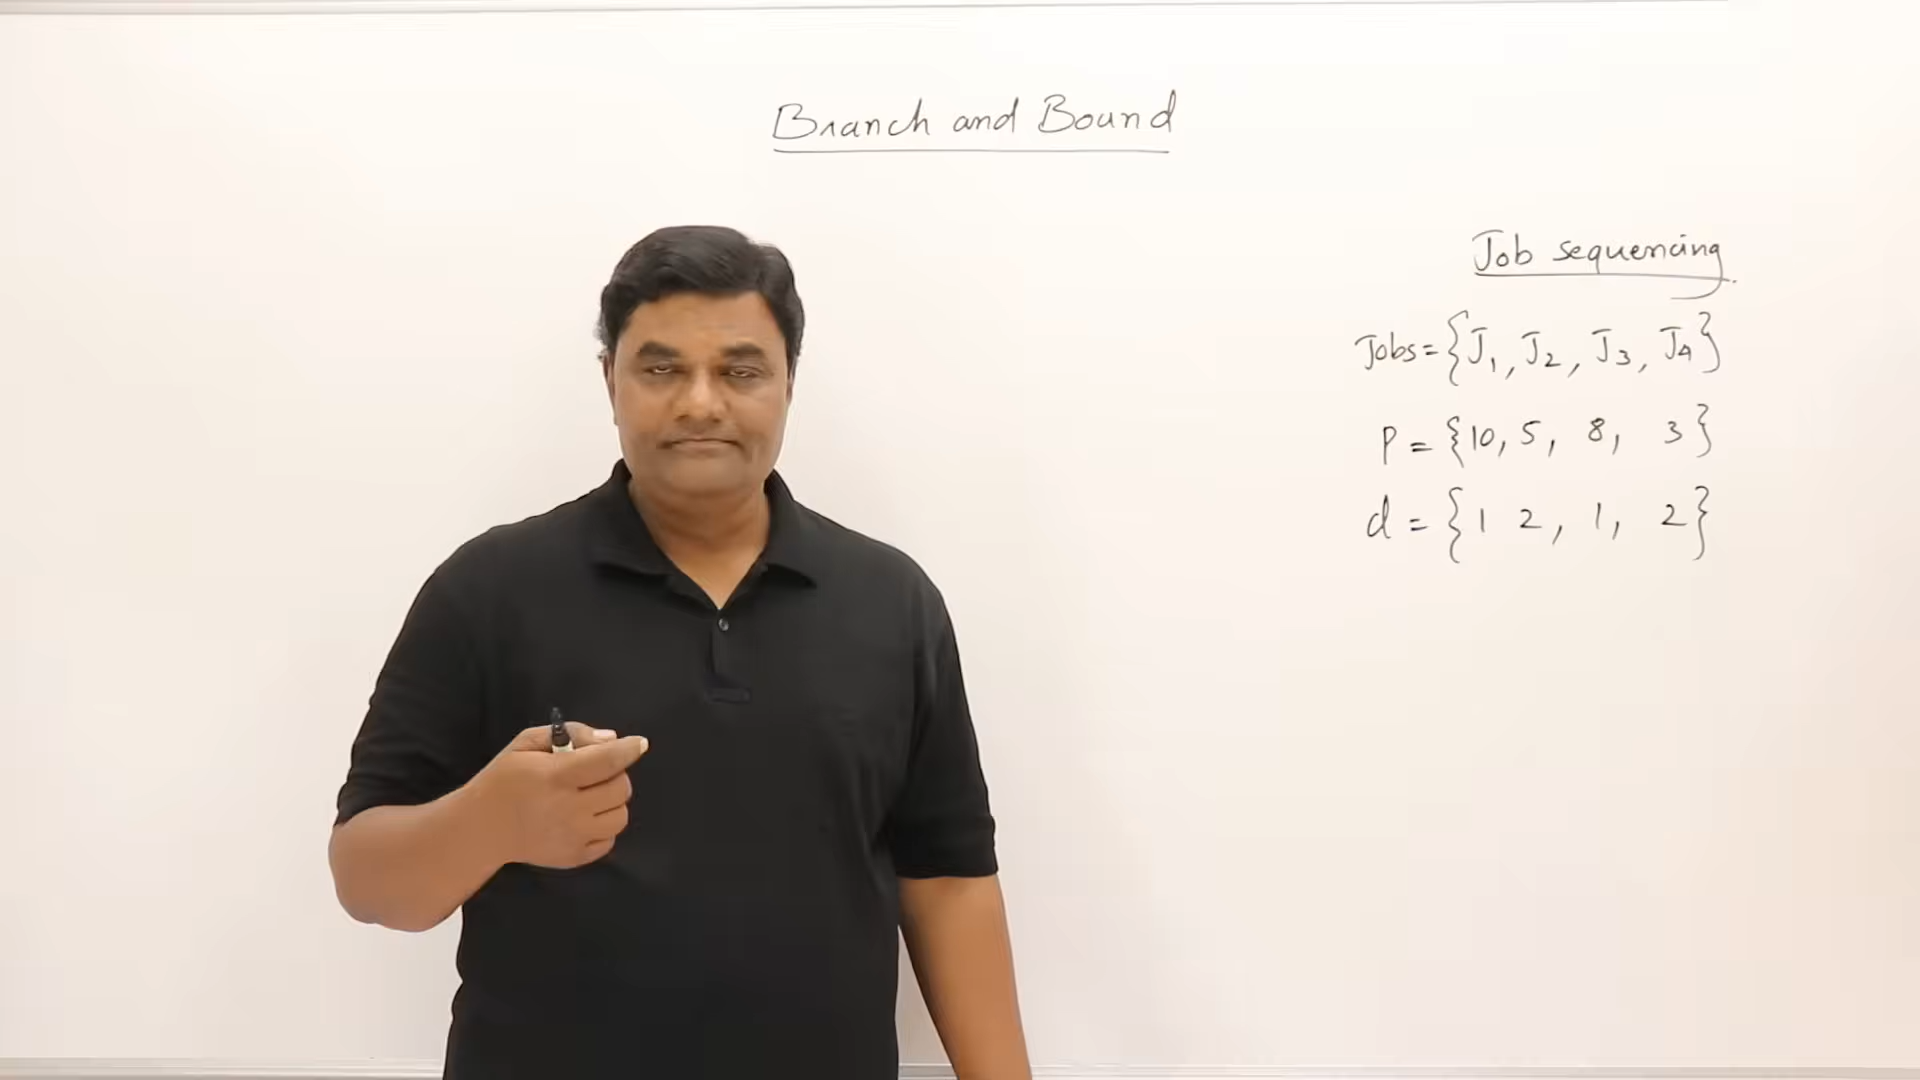 Branch and Bound
Job sequencing
Jobs = {J₁, J₂, J₃, J₄}
P = {10, 5, 8, 3}
d = {1 2, 1, 2}